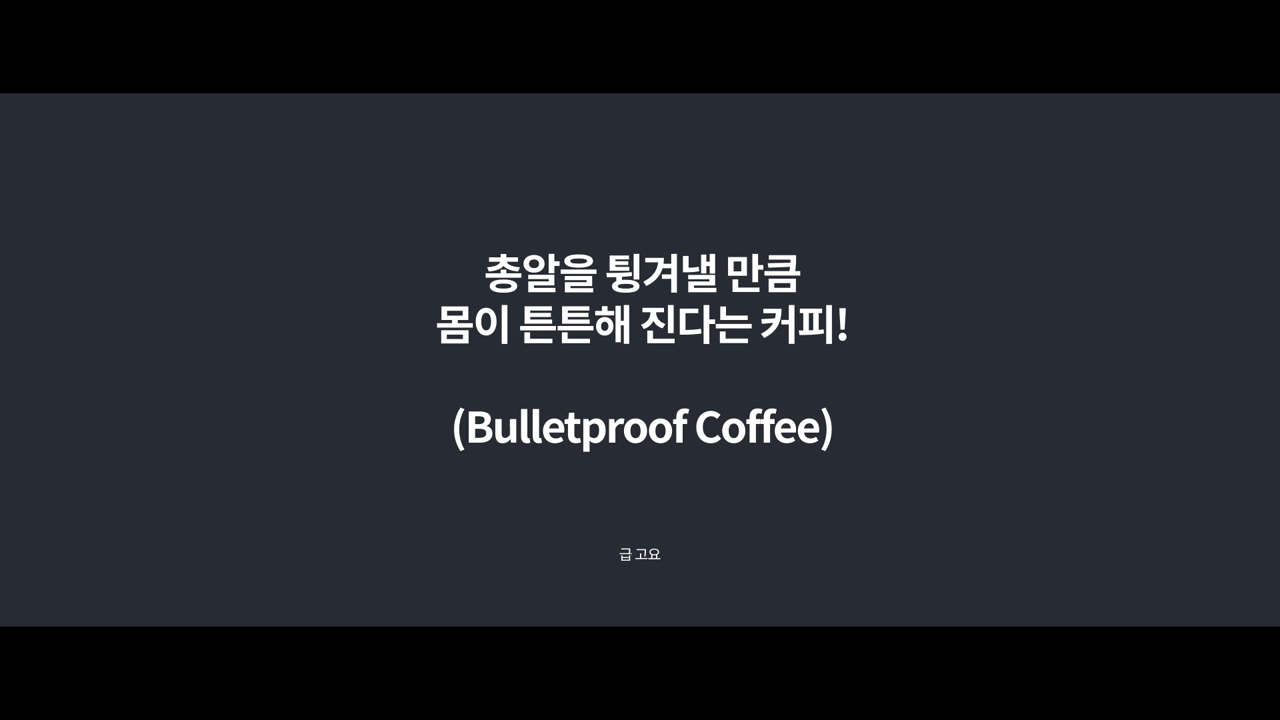 총알을 튕겨낼 만큼
몸이 튼튼해 진다는 커피!
(Bulletproof Coffee)
급 고요